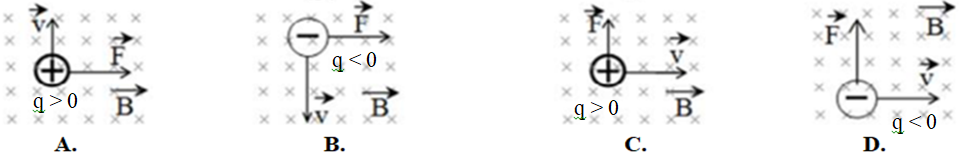 v F q > 0 B
F q < 0 v B
F v q > 0 B
F B v q < 0
A. B. C. D.